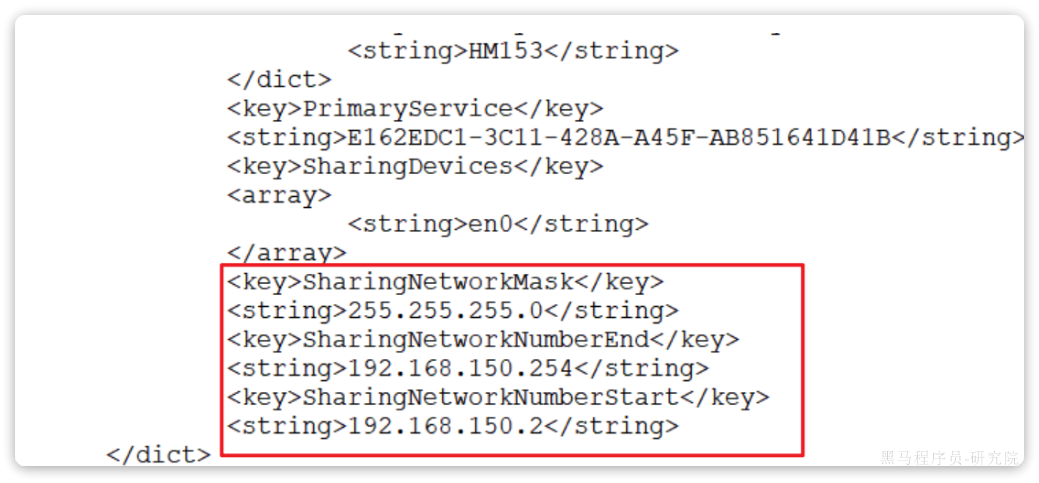 <string>HM153</string>
</dict>
<key>PrimaryService</key>
<string>E162EDC1-3C11-428A-A45F-AB851641D41B</string>
<key>SharingDevices</key>
<array>
<string>en0</string>
</array>
<key>SharingNetworkMask</key>
<string>255.255.255.0</string>
<key>SharingNetworkNumberEnd</key>
<string>192.168.150.254</string>
<key>SharingNetworkNumberStart</key>
<string>192.168.150.2</string>
</dict>
黑马程序员-研究院